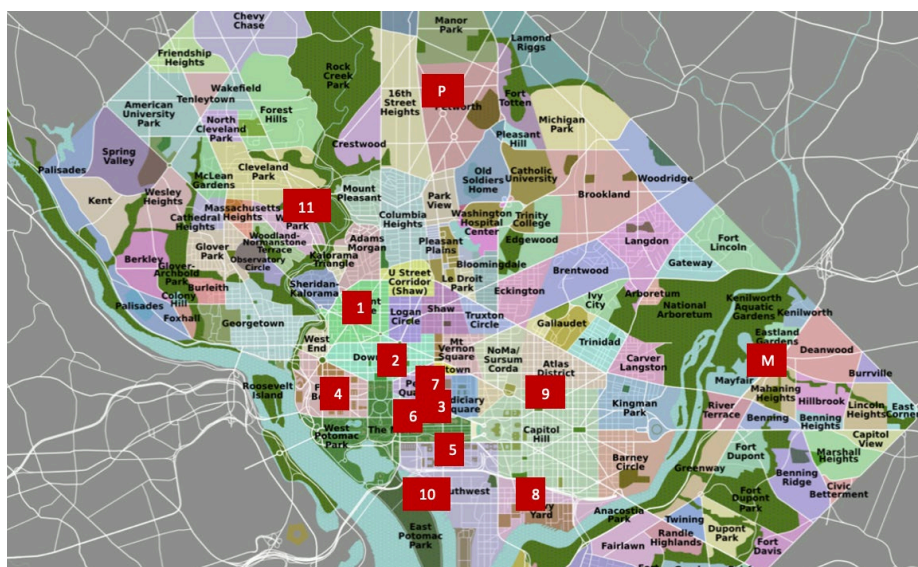 Chevy
Chase
Manor
Park
Lamond
Riggs
Friendship
Heights
Rock
Creek
Park
Wakefield
Tenleytown
American
University
Park
Forest
Hills
16th
Street
Heights
P
Fort
Totten
North
Cleveland
Park
Michigan
Park
Pleasant
Hill
Crestwood
Spring
Valley
Palisades
McLean
Gardens
Cleveland
Park
Old
Soldiers
Home
Catholic
University
Woodridge
Kent
Wesley
Heights
Mount
Pleasant
Park
View
Brookland
Massachusetts
Heights
11
Park
Cathedral
Heights
Columbia
Heights
Washington
Hospital
Center
Trinity
College
Edgewood
Langdon
Fort
Lincoln
Glover
Park
Woodland-
Normanstone
Terrace
Adams
Morgan
Pleasant
Plains
Berkley
Observatory
Circle
Kalorama
Triangle
Bloomingdale
Brentwood
Gateway
Glover-
Archbold
Park
Burleith
Sheridan-
Kalorama
U Street
Corridor
(Shaw)
Le Droit
Park
Eckington
Ivy
City
Arboretum
National
Arboretum
Kenilworth
Aquatic
Gardens
Kenilworth
Palisades
Colony
Hill
Foxhall
Georgetown
1
Logan
Circle
Shaw
Truxton
Circle
Gallaudet
Trinidad
Eastland
Gardens
Deanwood
West
End
2
Mt
Vernon
Square
NoMa/
Sursum
Corda
Atlas
District
Carver
Langston
M
Mayfair
Burrville
Roosevelt
Island
4
7
9
Mahaning
Heights
Hillbrook
Lincoln
Heights
East
Corner
3
Square
6
Kingman
Park
River
Terrace
Benning
Benning
Heights
Capitol
View
West
Potomac
Park
Capitol
Hill
Marshall
Heights
5
Barney
Circle
Greenway
Fort
Dupont
Benning
Ridge
Civic
Betterment
10
8
Yard
Fort
Dupont
Park
Anacostia
Park
Twining
East
Potomac
Park
Randle
Highlands
Dupont
Park
Fort
Davis
Fairlawn